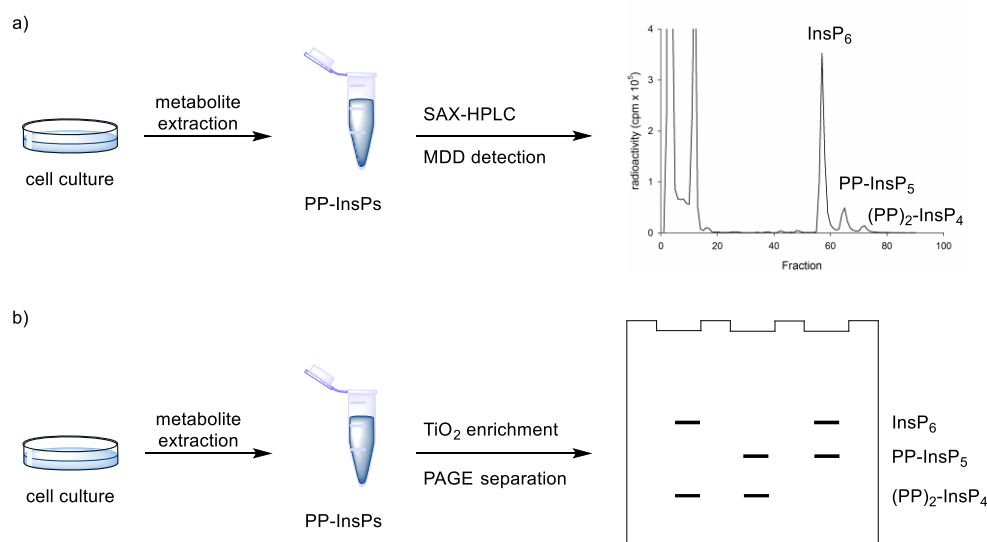 a)
cell culture
metabolite
extraction
PP-InsPs
SAX-HPLC
MDD detection
radioactivity (cpm x 10⁵)
4
3
2
1
0
0 20 40 60 80 100
Fraction
InsP₆
PP-InsP₅
(PP)₂-InsP₄
b)
cell culture
metabolite
extraction
PP-InsPs
TiO₂ enrichment
PAGE separation
InsP₆
PP-InsP₅
(PP)₂-InsP₄